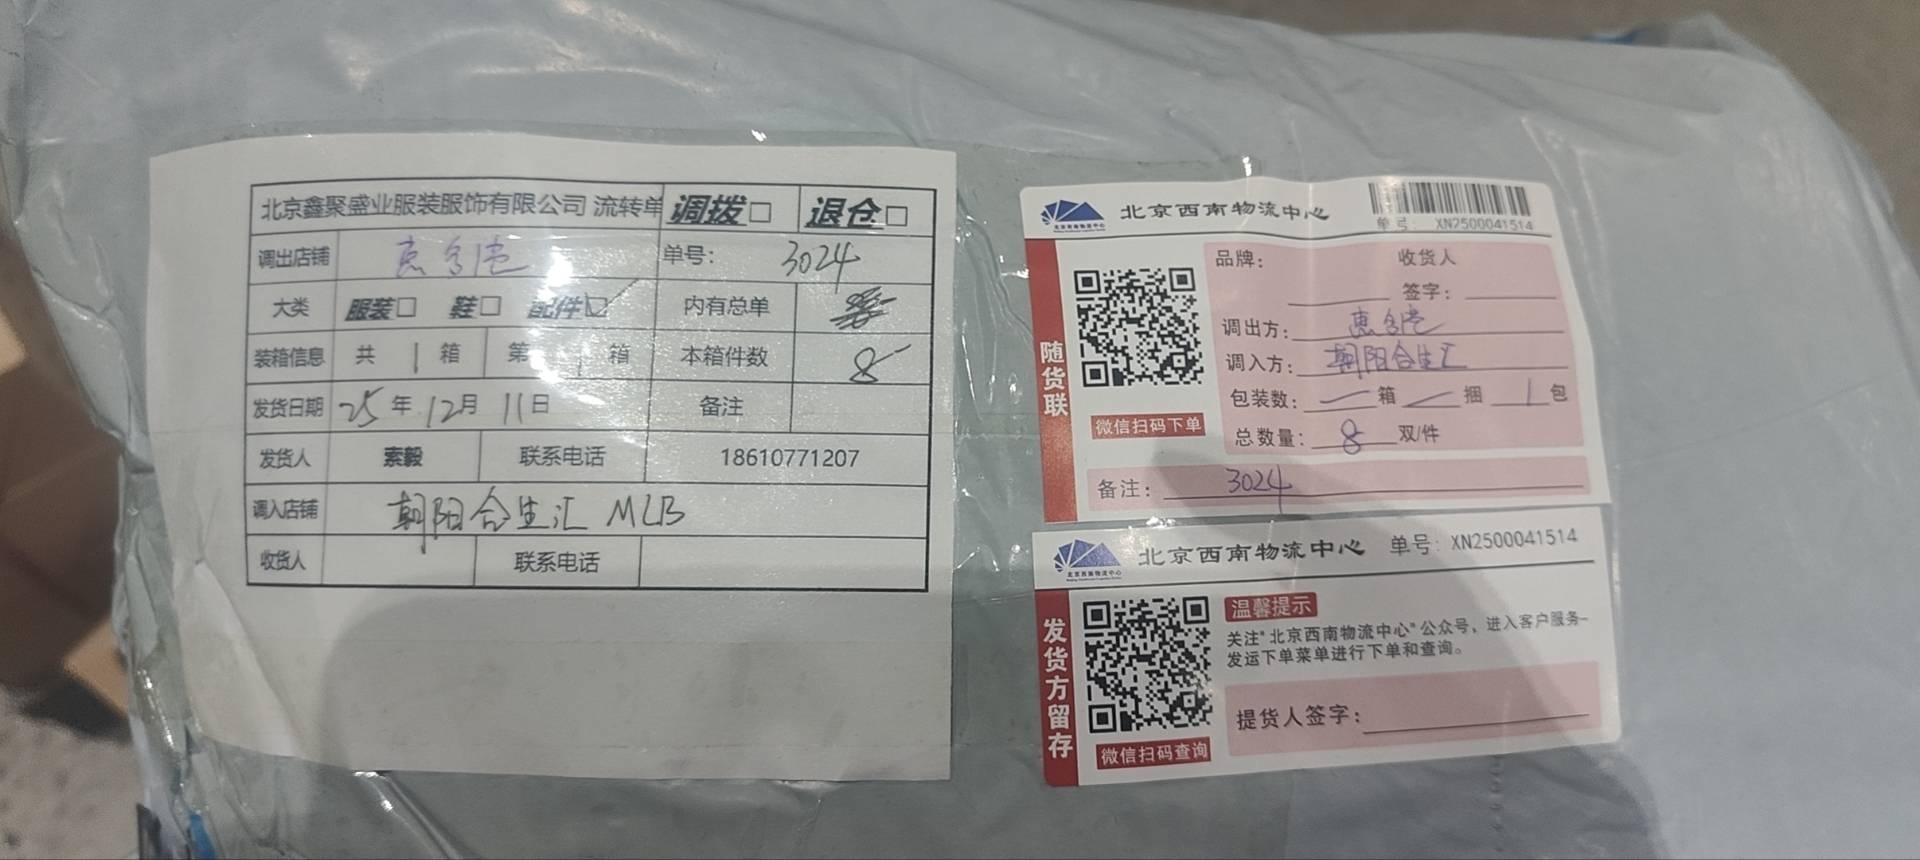 北京鑫聚盛业服装服饰有限公司 流转单 调拨□ 退仓□
调出店铺 惠多港 单号： 3024
大类 服装□ 鞋□ 配件☑ 内有总单
装箱信息 共 1 箱 第 1 箱 本箱件数 8
发货日期 25 年 12 月 11 日 备注
发货人 索毅 联系电话 18610771207
调入店铺 朝阳合生汇 MLB
收货人 联系电话
北京西南物流中心
单号： XN2500041514
随货联
微信扫码下单
品牌： 收货人
签字：
调出方： 惠多港
调入方： 朝阳合生汇
包装数： 一 箱 一 捆 1 包
总数量： 8 双/件
备注： 3024
北京西南物流中心 单号：XN2500041514
发货方留存
微信扫码查询
温馨提示
关注"北京西南物流中心"公众号，进入客户服务-
发运下单菜单进行下单和查询。
提货人签字：